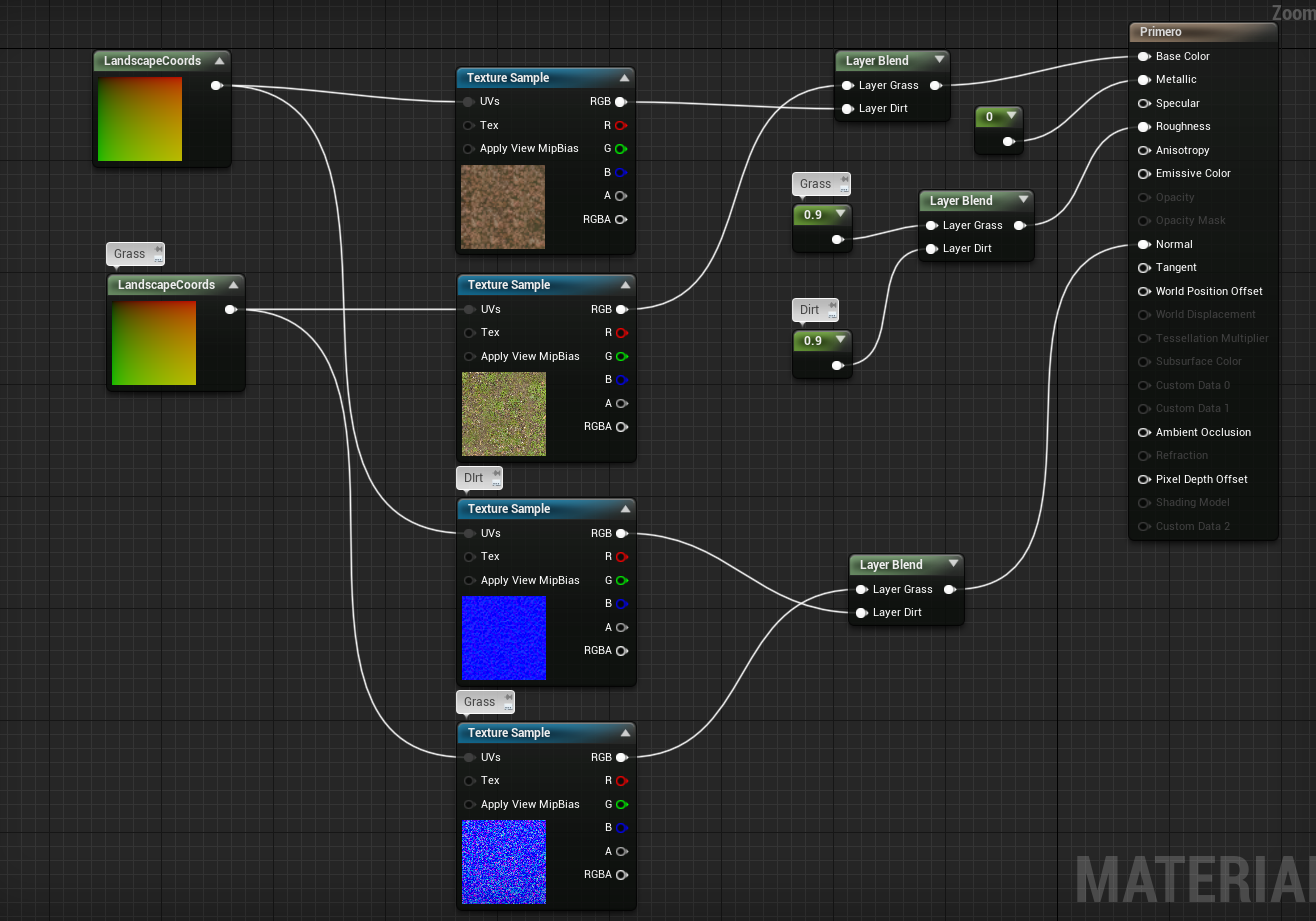 Zoom
LandscapeCoords
Grass
LandscapeCoords
Texture Sample
UVs RGB
Tex R
Apply View MipBias G
B
A
RGBA
Texture Sample
UVs RGB
Tex R
Apply View MipBias G
B
A
RGBA
DIrt
Texture Sample
UVs RGB
Tex R
Apply View MipBias G
B
A
RGBA
Grass
Texture Sample
UVs RGB
Tex R
Apply View MipBias G
B
A
RGBA
Layer Blend
Layer Grass
Layer Dirt
0
Grass
0.9
Layer Blend
Layer Grass
Layer Dirt
Dirt
0.9
Layer Blend
Layer Grass
Layer Dirt
Primero
Base Color
Metallic
Specular
Roughness
Anisotropy
Emissive Color
Opacity
Opacity Mask
Normal
Tangent
World Position Offset
World Displacement
Tessellation Multiplier
Subsurface Color
Custom Data 0
Custom Data 1
Ambient Occlusion
Refraction
Pixel Depth Offset
Shading Model
Custom Data 2
MATERIA